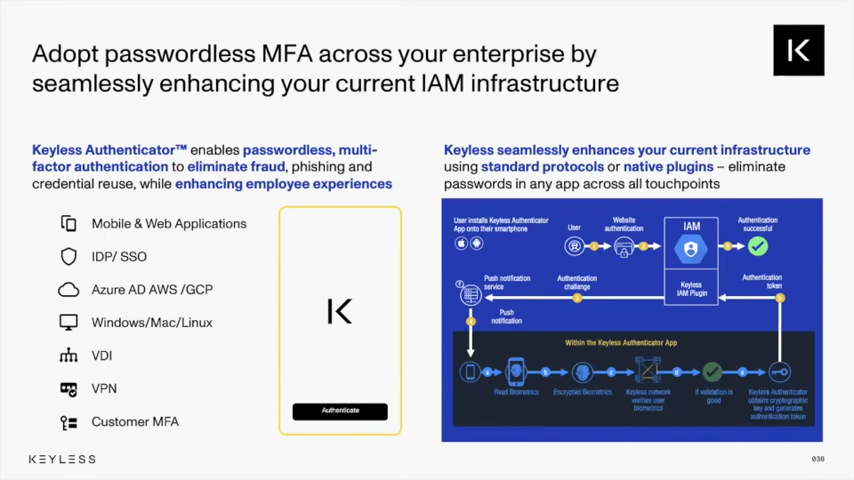 Adopt passwordless MFA across your enterprise by
seamlessly enhancing your current IAM infrastructure
K
Keyless Authenticator™ enables passwordless, multi-
factor authentication to eliminate fraud, phishing and
credential reuse, while enhancing employee experiences
Mobile & Web Applications
IDP/ SSO
Azure AD AWS /GCP
Windows/Mac/Linux
VDI
VPN
Customer MFA
K
Authenticate
Keyless seamlessly enhances your current infrastructure
using standard protocols or native plugins – eliminate
passwords in any app across all touchpoints
User installs Keyless Authenticator
App onto their smartphone
User
Website
authentication
IAM
Authentication
successful
Push notification
service
Authentication
challenge
Keyless
IAM Plugin
Authentication
token
Push
notification
Within the Keyless Authenticator App
a
b
c
d
e
Read Biometrics
Encrypted Biometrics
Keyless network
verifies user
biometrics
If validation is
good
Keyless Authenticator
obtains cryptographic
key and generates
authentication token
KEYLESS
036